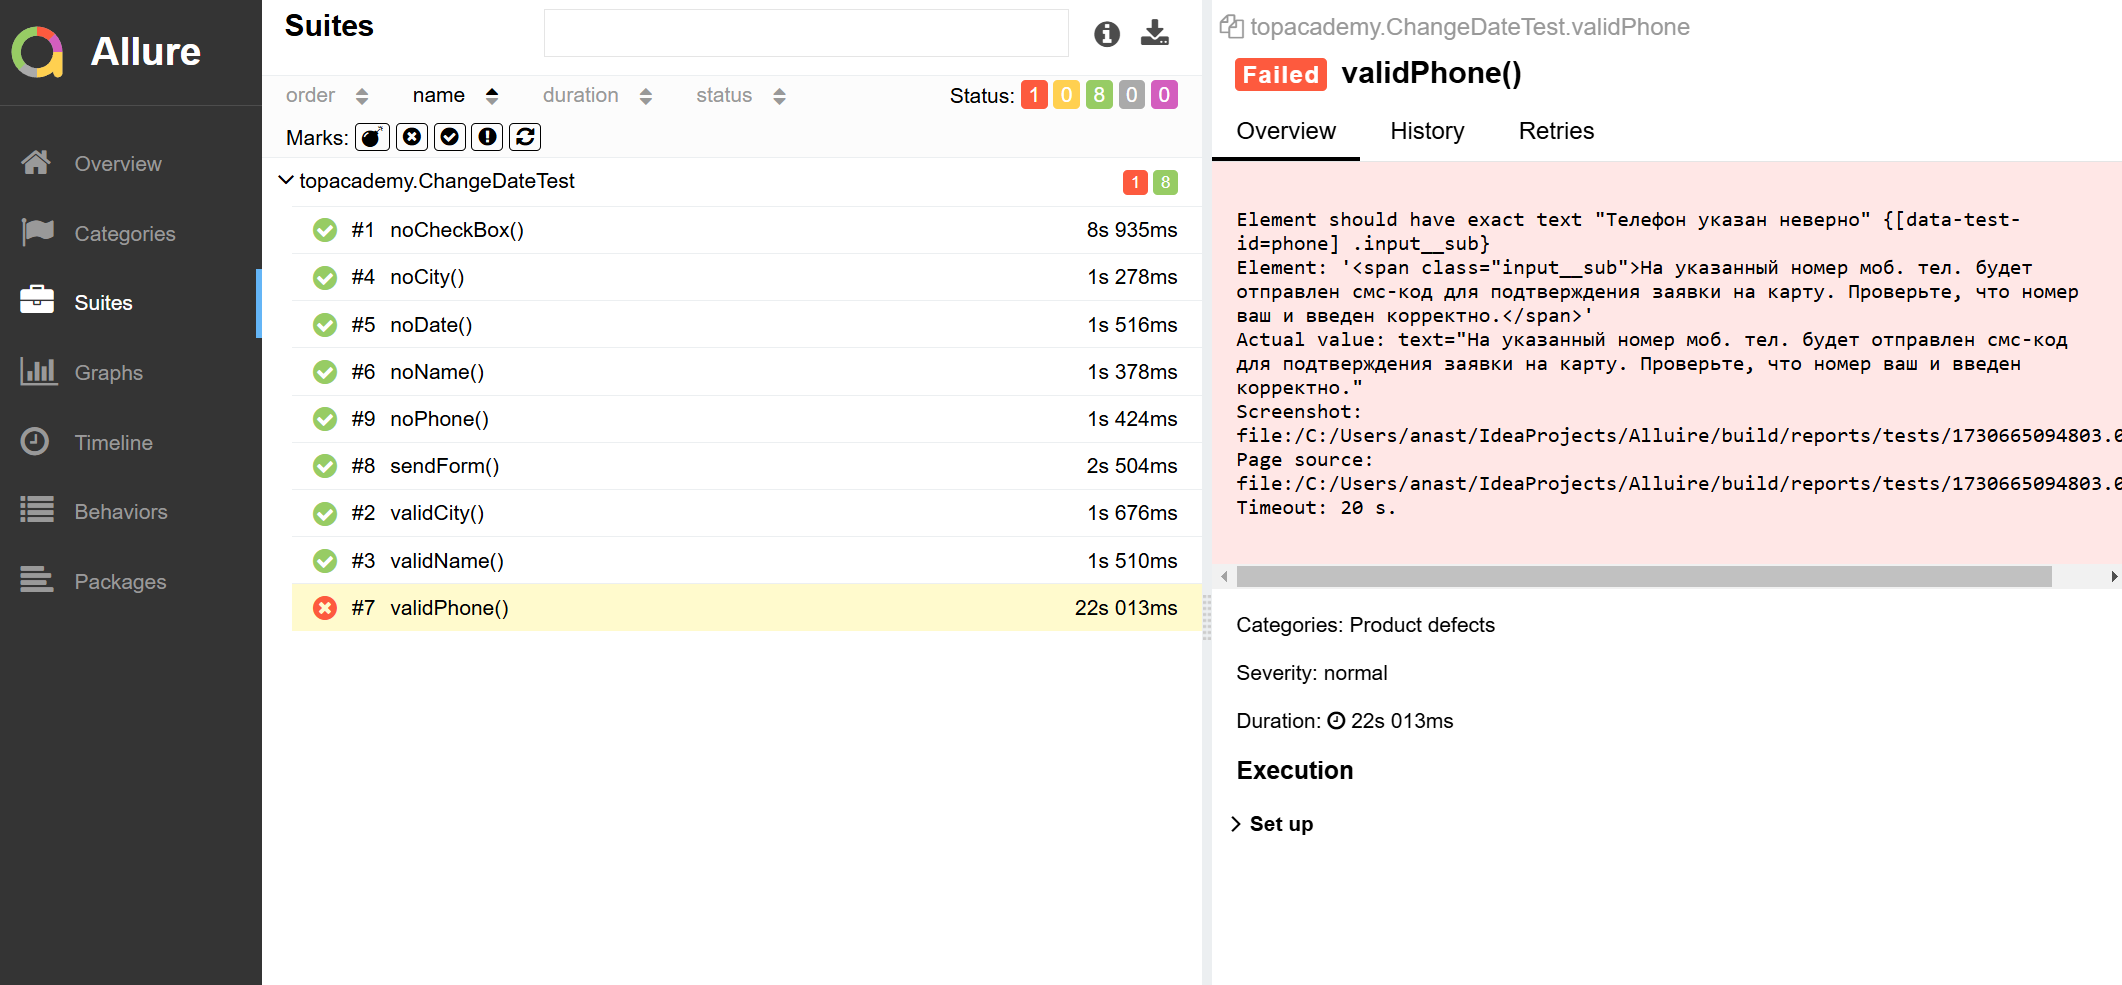 Allure
Overview
Categories
Suites
Graphs
Timeline
Behaviors
Packages
Suites
order name duration status Status: 1 0 8 0 0
Marks:
topacademy.ChangeDateTest 1 8
#1 noCheckBox() 8s 935ms
#4 noCity() 1s 278ms
#5 noDate() 1s 516ms
#6 noName() 1s 378ms
#9 noPhone() 1s 424ms
#8 sendForm() 2s 504ms
#2 validCity() 1s 676ms
#3 validName() 1s 510ms
#7 validPhone() 22s 013ms
topacademy.ChangeDateTest.validPhone
Failed validPhone()
Overview History Retries
Element should have exact text "Телефон указан неверно" {[data-test-
id=phone] .input__sub}
Element: '<span class="input__sub">На указанный номер моб. тел. будет
отправлен смс-код для подтверждения заявки на карту. Проверьте, что номер
ваш и введен корректно.</span>'
Actual value: text="На указанный номер моб. тел. будет отправлен смс-код
для подтверждения заявки на карту. Проверьте, что номер ваш и введен
корректно."
Screenshot:
file:/C:/Users/anast/IdeaProjects/Alluire/build/reports/tests/1730665094803.0
Page source:
file:/C:/Users/anast/IdeaProjects/Alluire/build/reports/tests/1730665094803.0
Timeout: 20 s.
Categories: Product defects
Severity: normal
Duration: 22s 013ms
Execution
Set up